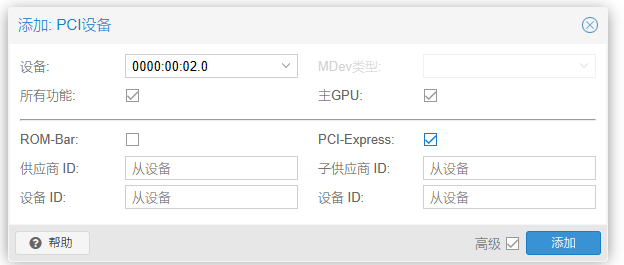 添加: PCI设备
设备: 0000:00:02.0 MDev类型:
所有功能: 主GPU:
ROM-Bar: PCI-Express:
供应商 ID: 从设备 子供应商 ID: 从设备
设备 ID: 从设备 设备 ID: 从设备
帮助 高级 添加